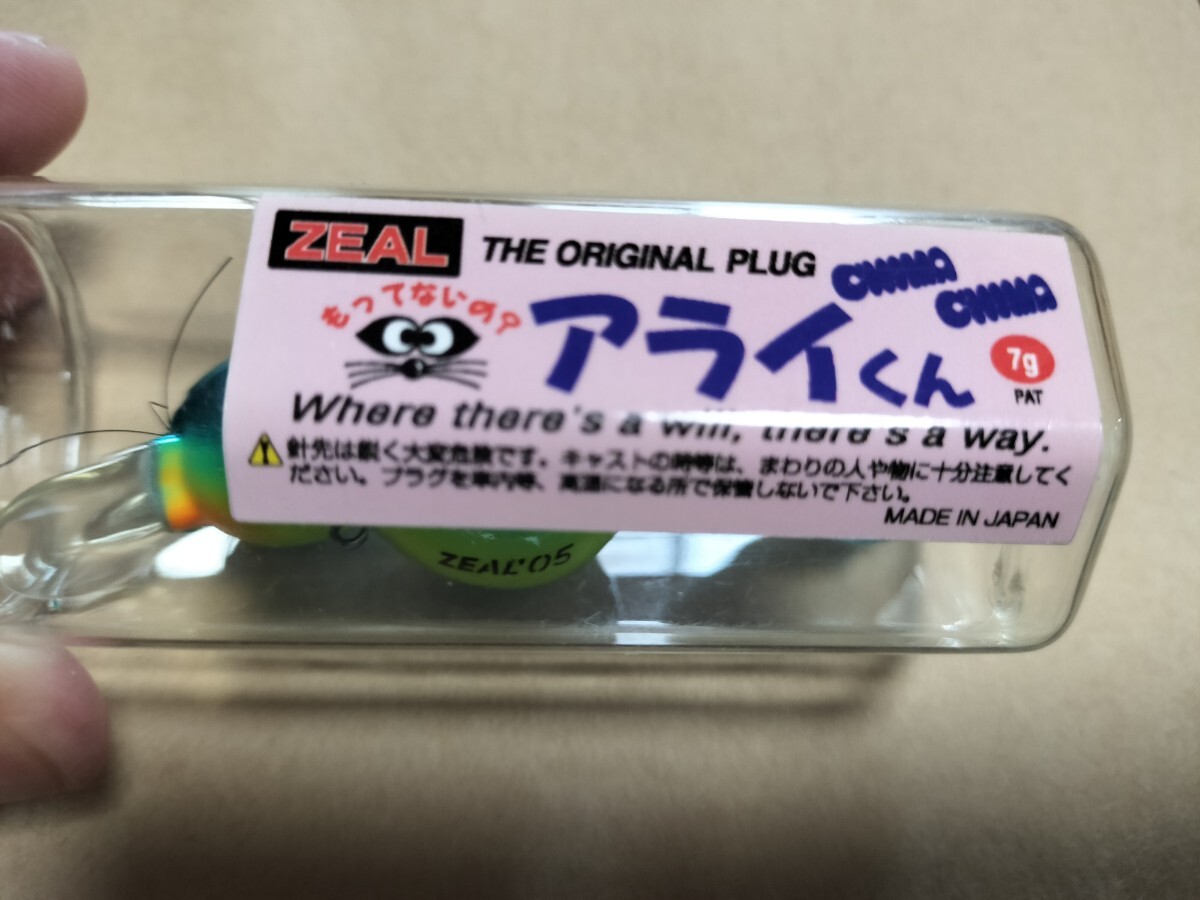 ZEAL THE ORIGINAL PLUG
CHIMA
CHIMA
もってないの?
アライくん
7g
PAT
Where there's a will, there's a way.
針先は鋭く大変危険です。キャストの時等は、まわりの人や物に十分注意してく
ださい。プラグを車内等、高温になる所で保管しないで下さい。
MADE IN JAPAN
ZEAL'05